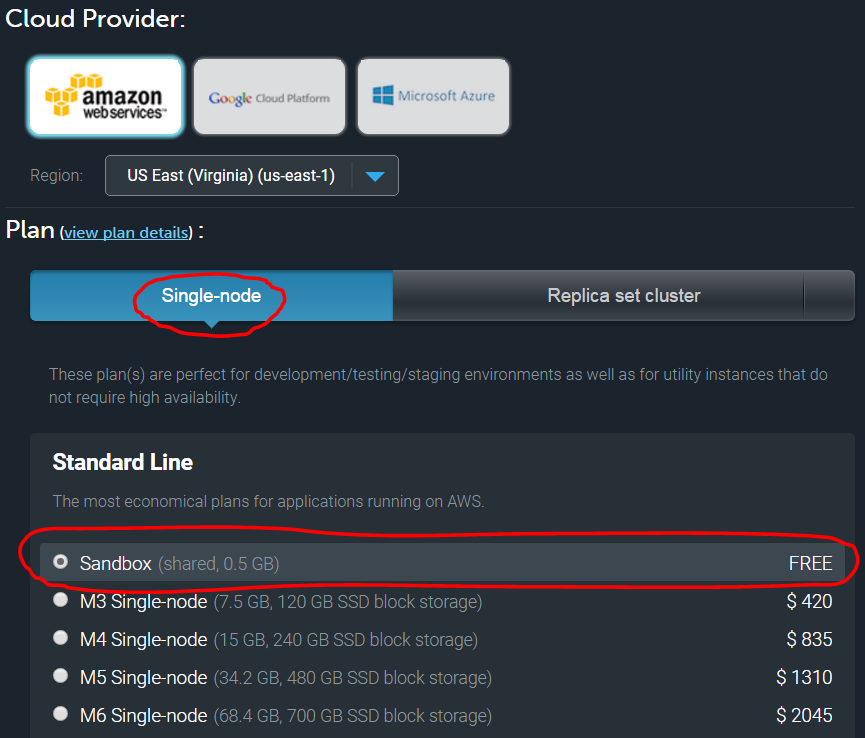 Cloud Provider:
amazon
webservices™
Google Cloud Platform
Microsoft Azure
Region:
US East (Virginia) (us-east-1)
Plan (view plan details) :
Single-node
Replica set cluster
These plan(s) are perfect for development/testing/staging environments as well as for utility instances that do
not require high availability.
Standard Line
The most economical plans for applications running on AWS.
Sandbox (shared, 0.5 GB) FREE
M3 Single-node (7.5 GB, 120 GB SSD block storage) $ 420
M4 Single-node (15 GB, 240 GB SSD block storage) $ 835
M5 Single-node (34.2 GB, 480 GB SSD block storage) $ 1310
M6 Single-node (68.4 GB, 700 GB SSD block storage) $ 2045